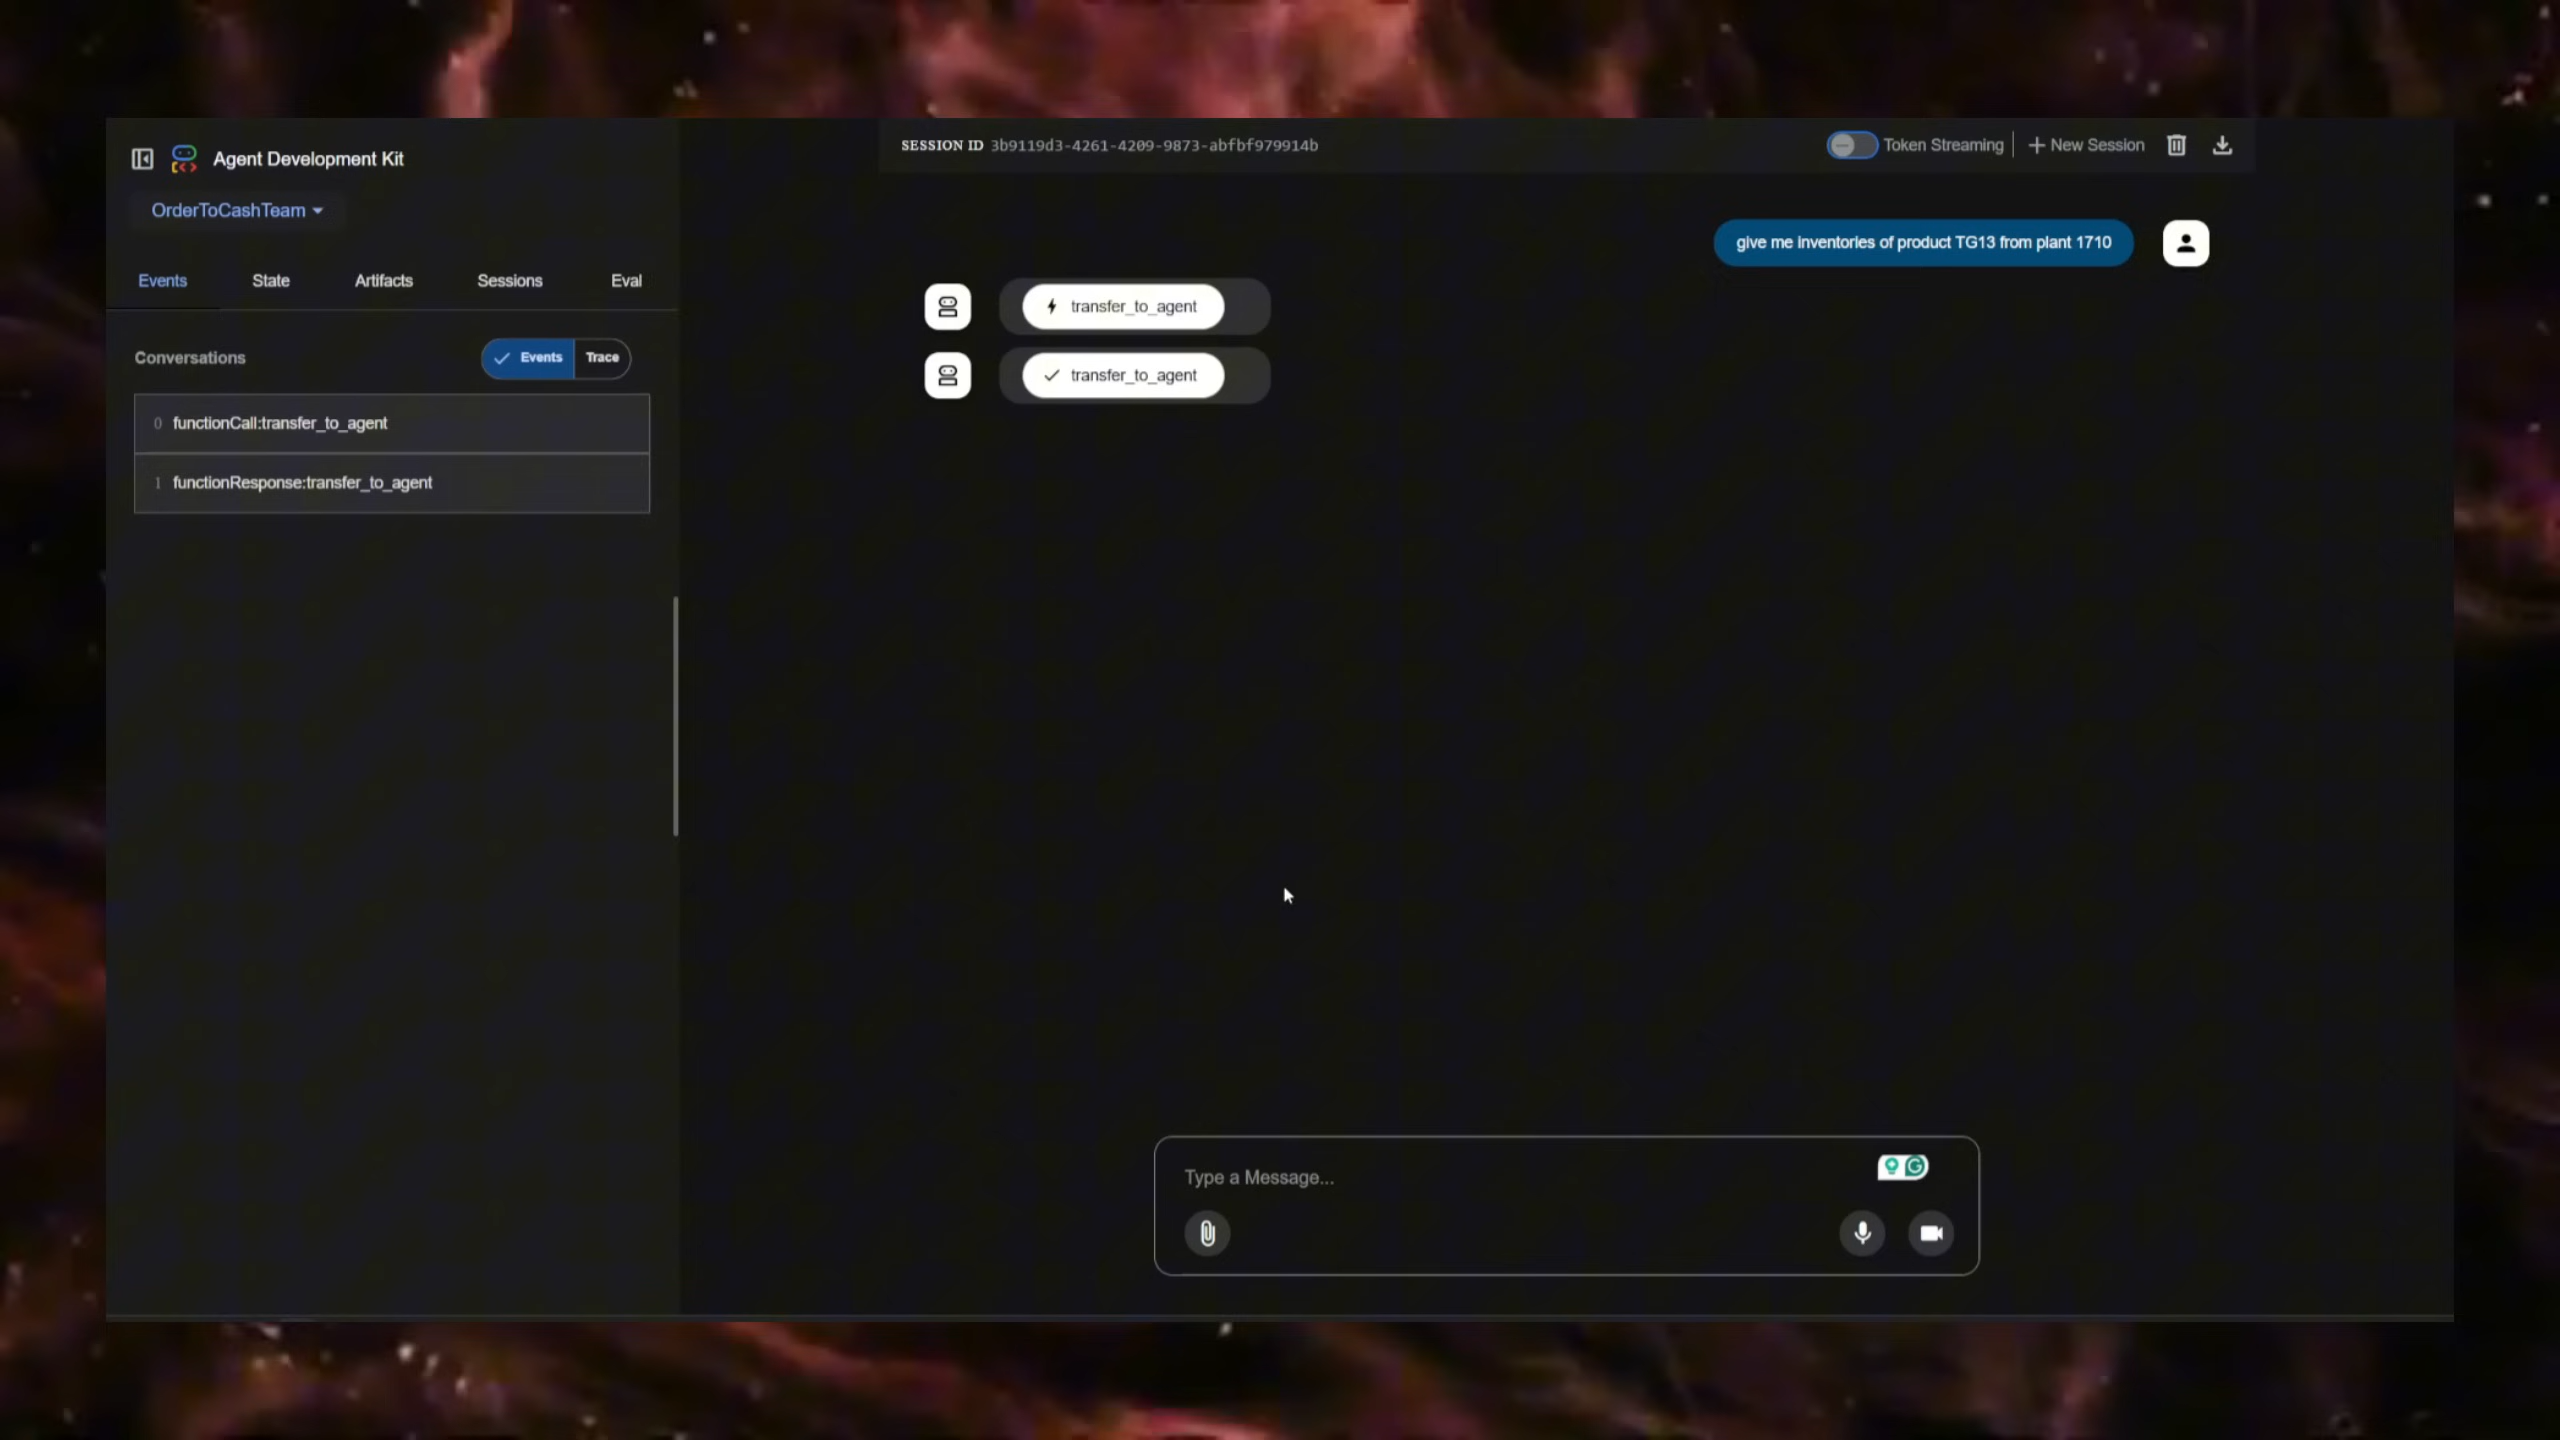 Agent Development Kit
OrderToCashTeam
Events State Artifacts Sessions Eval
Conversations
Events Trace
0 functionCall:transfer_to_agent
1 functionResponse:transfer_to_agent
SESSION ID 3b9119d3-4261-4209-9873-abfbf979914b
Token Streaming
New Session
give me inventories of product TG13 from plant 1710
transfer_to_agent
transfer_to_agent
Type a Message...